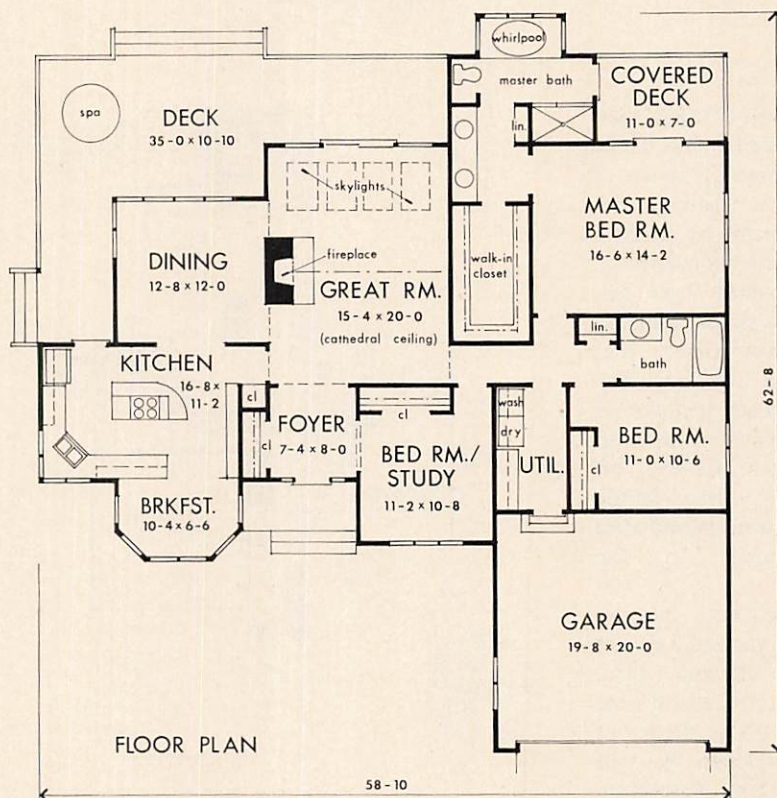 whirlpool
master bath
COVERED
DECK
11-0 x 7-0
spa
DECK
35-0 x 10-10
lin.
skylights
MASTER
BED RM.
16-6 x 14-2
walk-in
closet
DINING
12-8 x 12-0
fireplace
GREAT RM.
15-4 x 20-0
(cathedral ceiling)
lin.
bath
KITCHEN
16-8 x
11-2
cl
cl
FOYER
7-4 x 8-0
cl
BED RM./
STUDY
11-2 x 10-8
wash
dry
UTIL.
cl
BED RM.
11-0 x 10-6
BRKFST.
10-4 x 6-6
GARAGE
19-8 x 20-0
FLOOR PLAN
58-10
62-8